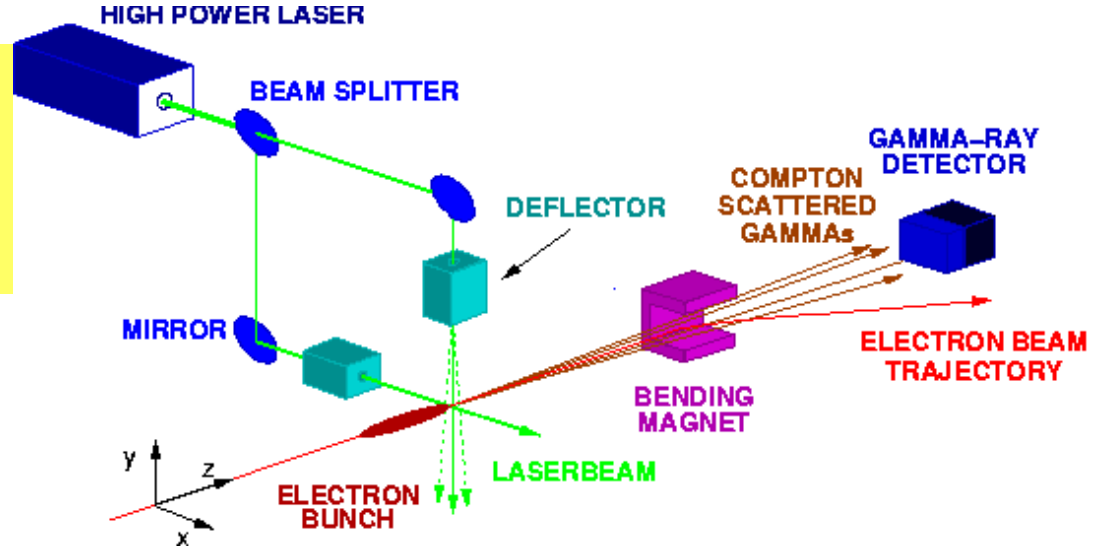 HIGH POWER LASER
BEAM SPLITTER
GAMMA–RAY
DETECTOR
COMPTON
SCATTERED
GAMMAs
DEFLECTOR
MIRROR
ELECTRON BEAM
TRAJECTORY
BENDING
MAGNET
LASERBEAM
ELECTRON
BUNCH
y
z
x